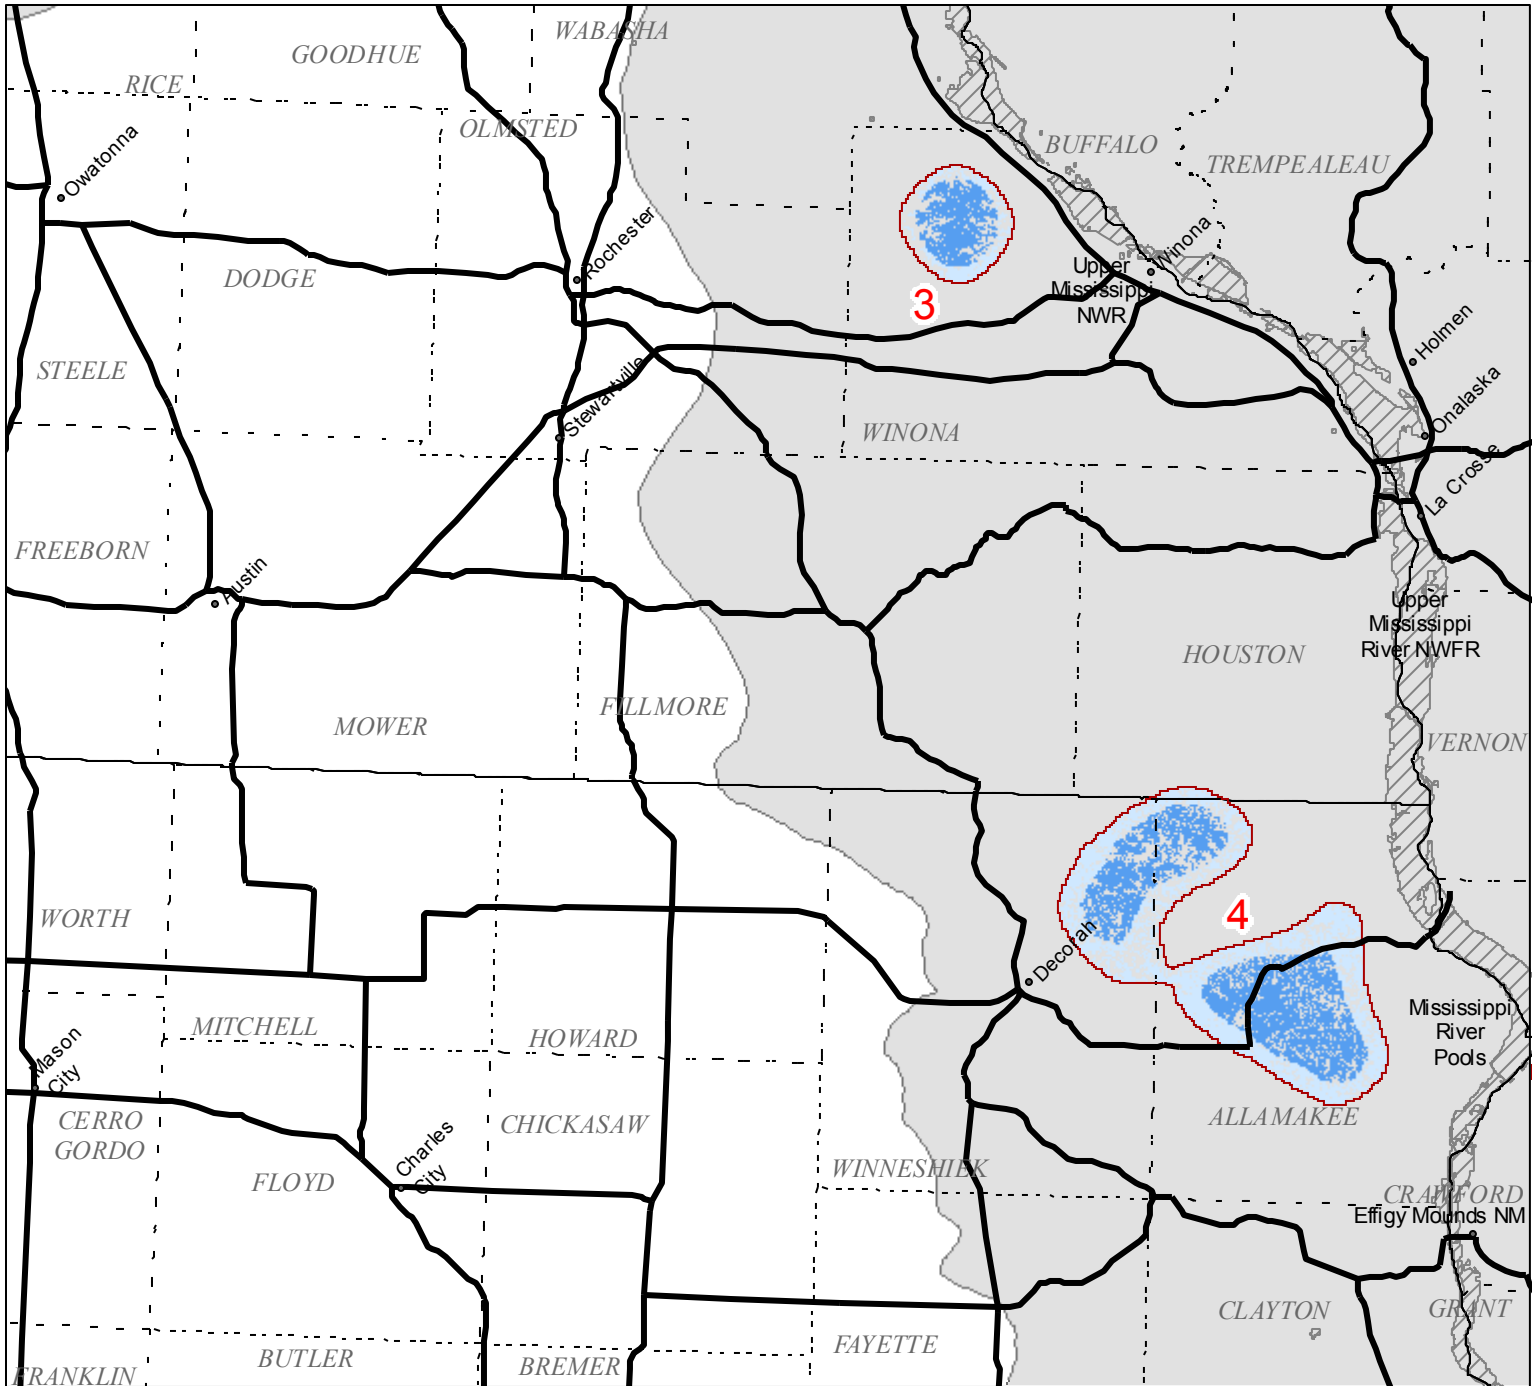 WABASHA
GOODHUE
RICE
OLMSTED
BUFFALO
TREMPEALEAU
Owatonna
Rochester
Winona
DODGE
Upper
Mississippi
NWR
3
Holmen
STEELE
Stewartville
Onalaska
WINONA
La Crosse
FREEBORN
Austin
Upper
Mississippi
River NWFR
HOUSTON
FILLMORE
MOWER
VERNON
WORTH
4
Decorah
MITCHELL
HOWARD
Mississippi
River
Pools
Mason
City
CERRO
GORDO
CHICKASAW
ALLAMAKEE
Charles
City
FLOYD
WINNESHIEK
CRAWFORD
Effigy Mounds NM
CLAYTON
GRANT
FAYETTE
BUTLER
BREMER
FRANKLIN